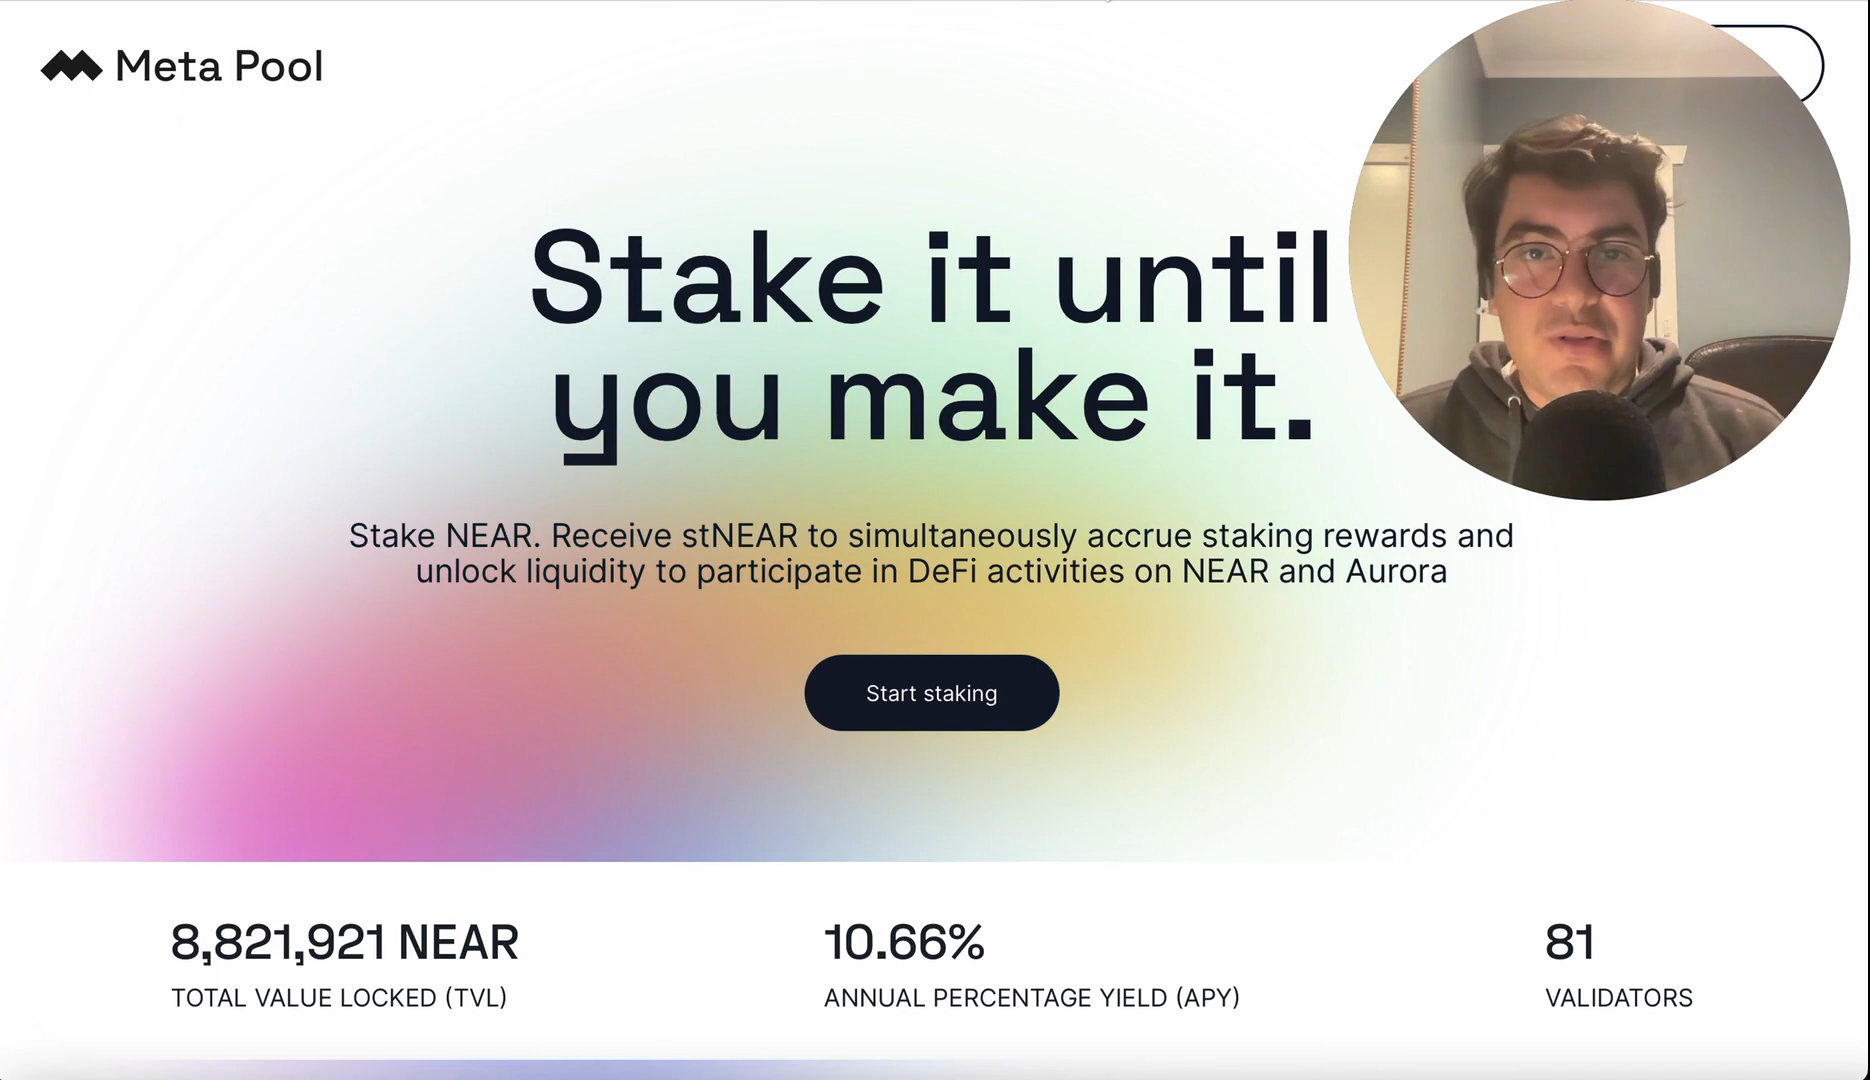 Meta Pool
Stake it until
you make it.
Stake NEAR. Receive stNEAR to simultaneously accrue staking rewards and
unlock liquidity to participate in DeFi activities on NEAR and Aurora
Start staking
8,821,921 NEAR
TOTAL VALUE LOCKED (TVL)
10.66%
ANNUAL PERCENTAGE YIELD (APY)
81
VALIDATORS